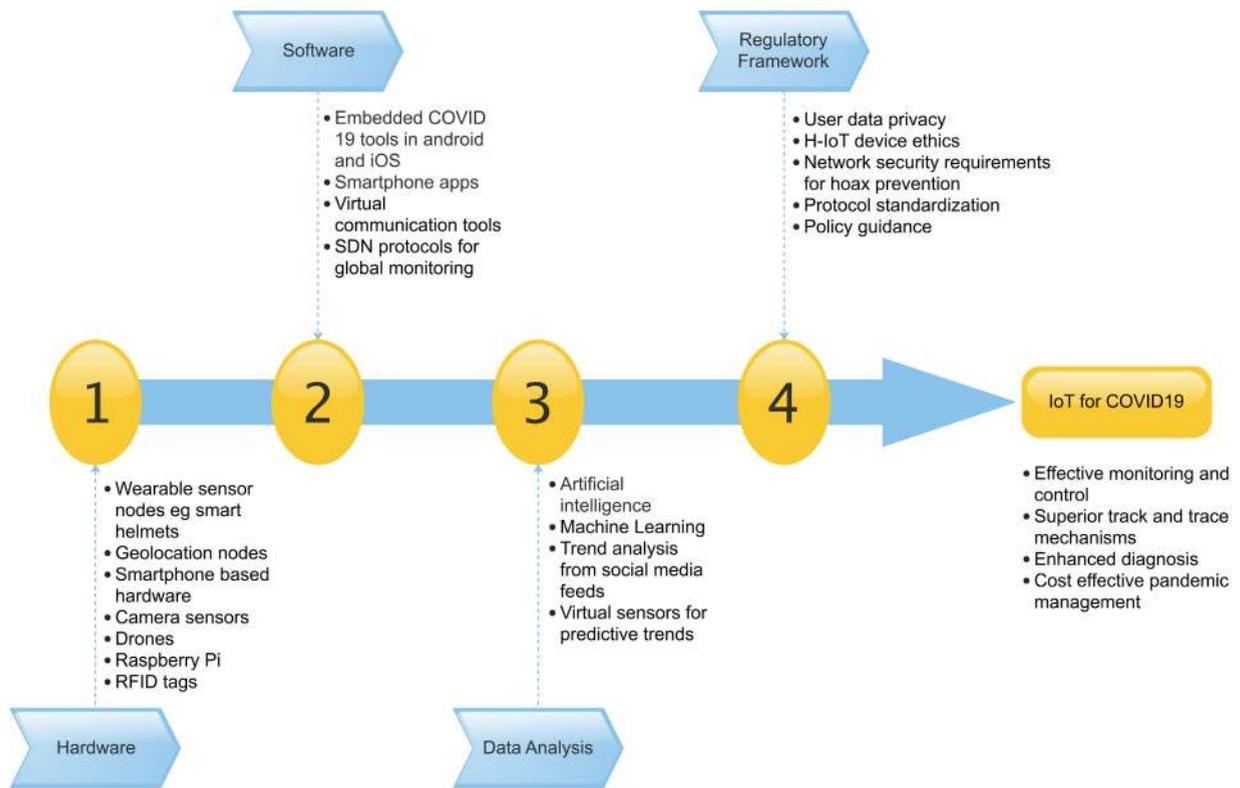 Software
• Embedded COVID
19 tools in android
and iOS
• Smartphone apps
• Virtual
communication tools
• SDN protocols for
global monitoring
Regulatory
Framework
• User data privacy
• H-IoT device ethics
• Network security requirements
for hoax prevention
• Protocol standardization
• Policy guidance
1
2
3
4
IoT for COVID19
• Wearable sensor
nodes eg smart
helmets
• Geolocation nodes
• Smartphone based
hardware
• Camera sensors
• Drones
• Raspberry Pi
• RFID tags
Hardware
• Artificial
intelligence
• Machine Learning
• Trend analysis
from social media
feeds
• Virtual sensors for
predictive trends
Data Analysis
• Effective monitoring and
control
• Superior track and trace
mechanisms
• Enhanced diagnosis
• Cost effective pandemic
management